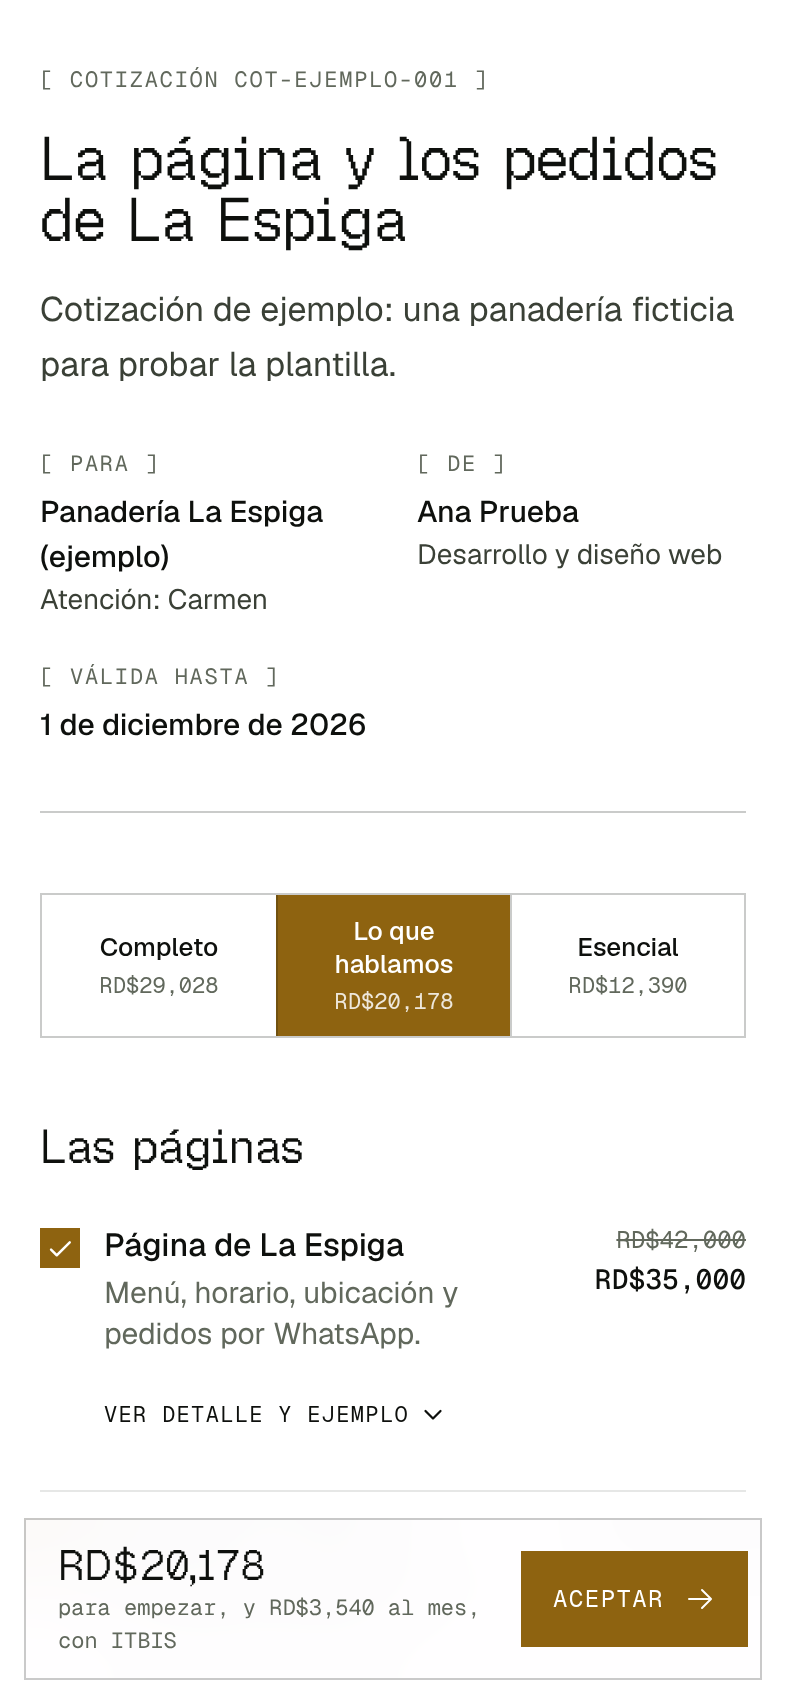 [ COTIZACIÓN COT-EJEMPLO-001 ]
La página y los pedidos
de La Espiga
Cotización de ejemplo: una panadería ficticia
para probar la plantilla.
[ PARA ]
Panadería La Espiga
(ejemplo)
Atención: Carmen
[ DE ]
Ana Prueba
Desarrollo y diseño web
[ VÁLIDA HASTA ]
1 de diciembre de 2026
Completo
RD$29,028
Lo que
hablamos
RD$20,178
Esencial
RD$12,390
Las páginas
Página de La Espiga
Menú, horario, ubicación y
pedidos por WhatsApp.
RD$42,000
RD$35,000
VER DETALLE Y EJEMPLO
RD$20,178
para empezar, y RD$3,540 al mes,
con ITBIS
ACEPTAR